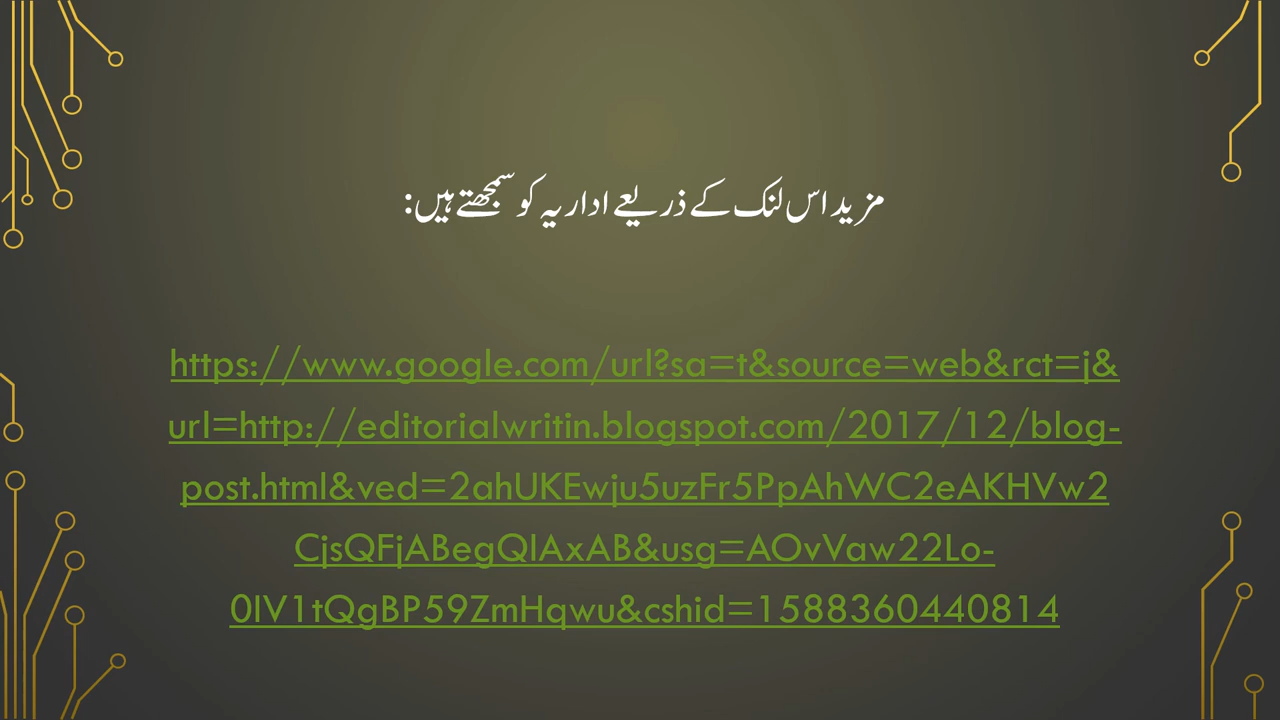 مزید اس لنک کے ذریعے اداریہ کو سمجھتے ہیں:
https://www.google.com/url?sa=t&source=web&rct=j&
url=http://editorialwritin.blogspot.com/2017/12/blog-
post.html&ved=2ahUKEwju5uzFr5PpAhWC2eAKHVw2
CjsQFjABegQIAxAB&usg=AOvVaw22Lo-
0IV1tQgBP59ZmHqwu&cshid=1588360440814